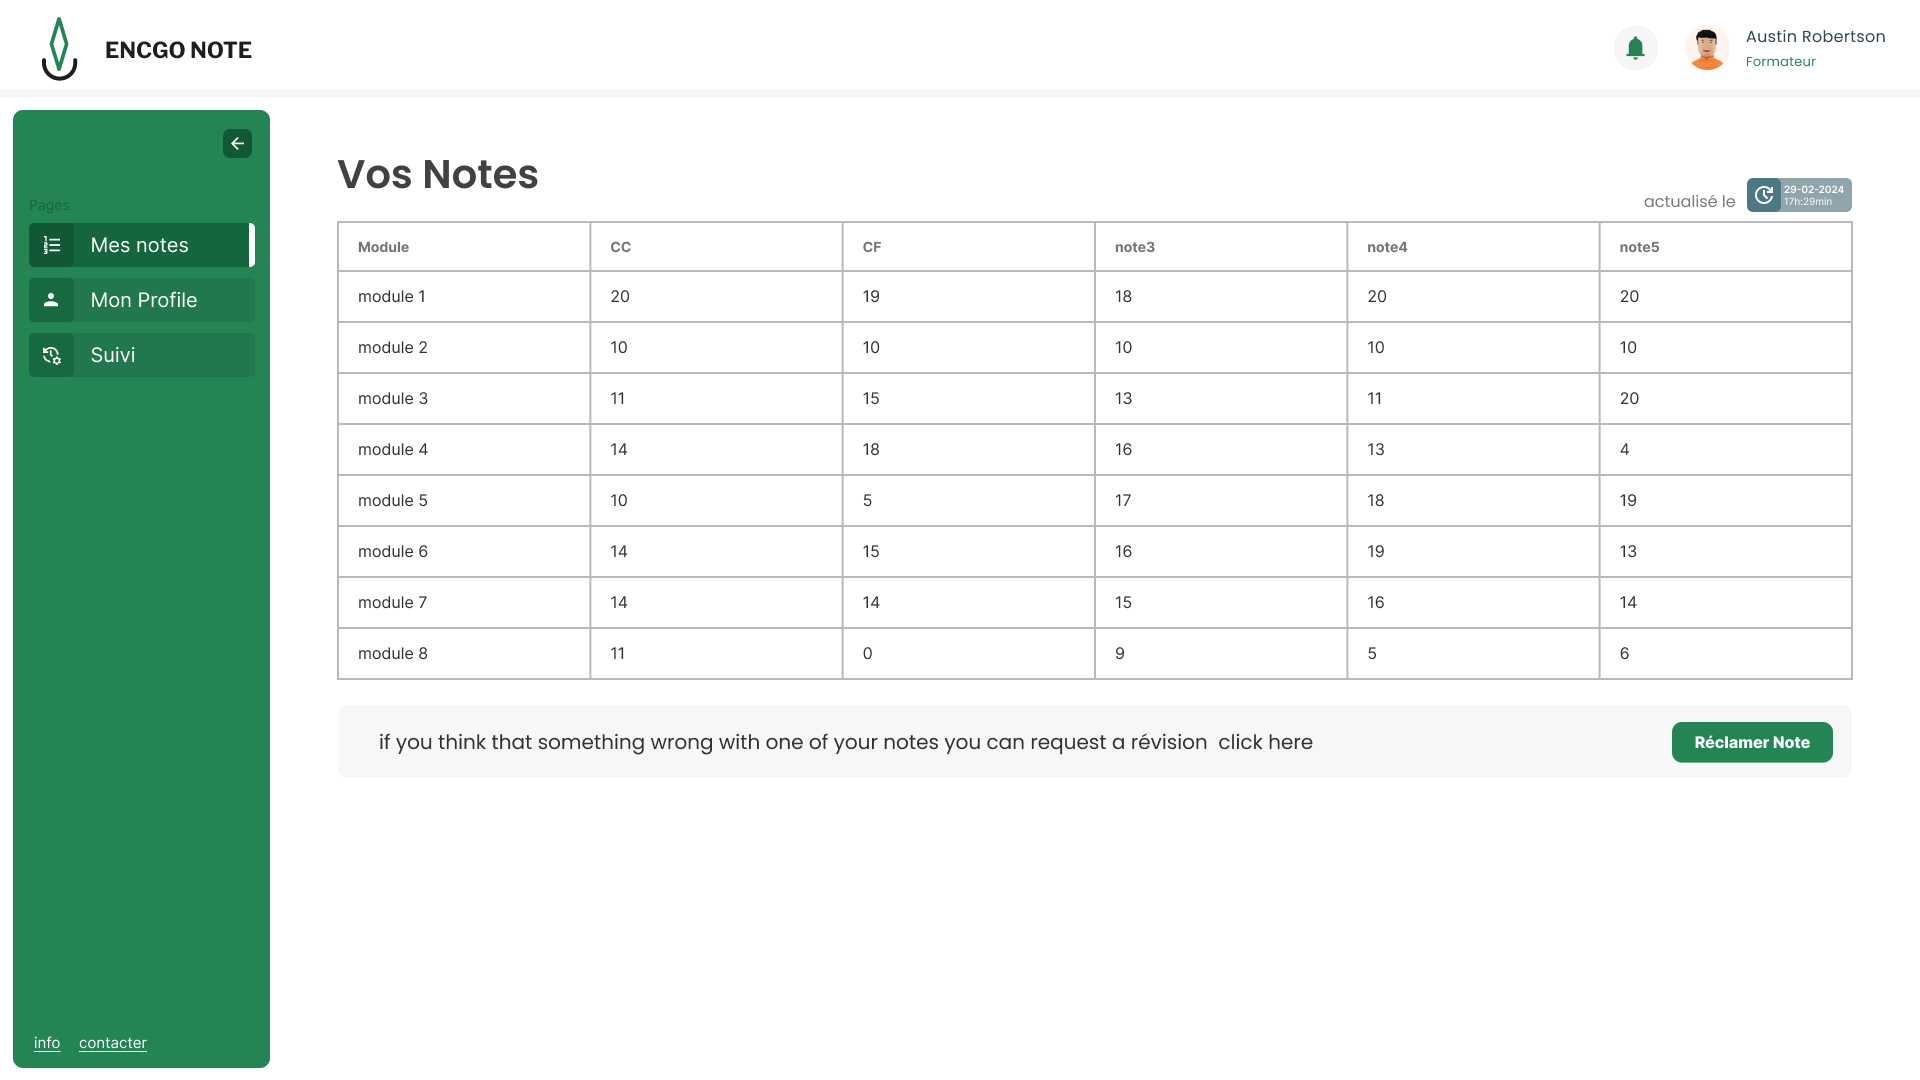 ENCGO NOTE
Austin Robertson
Formateur
Pages
Mes notes
Mon Profile
Suivi
info contacter
Vos Notes
actualisé le 29-02-2024
17h:29min
Module CC CF note3 note4 note5
module 1 20 19 18 20 20
module 2 10 10 10 10 10
module 3 11 15 13 11 20
module 4 14 18 16 13 4
module 5 10 5 17 18 19
module 6 14 15 16 19 13
module 7 14 14 15 16 14
module 8 11 0 9 5 6
if you think that something wrong with one of your notes you can request a révision click here
Réclamer Note